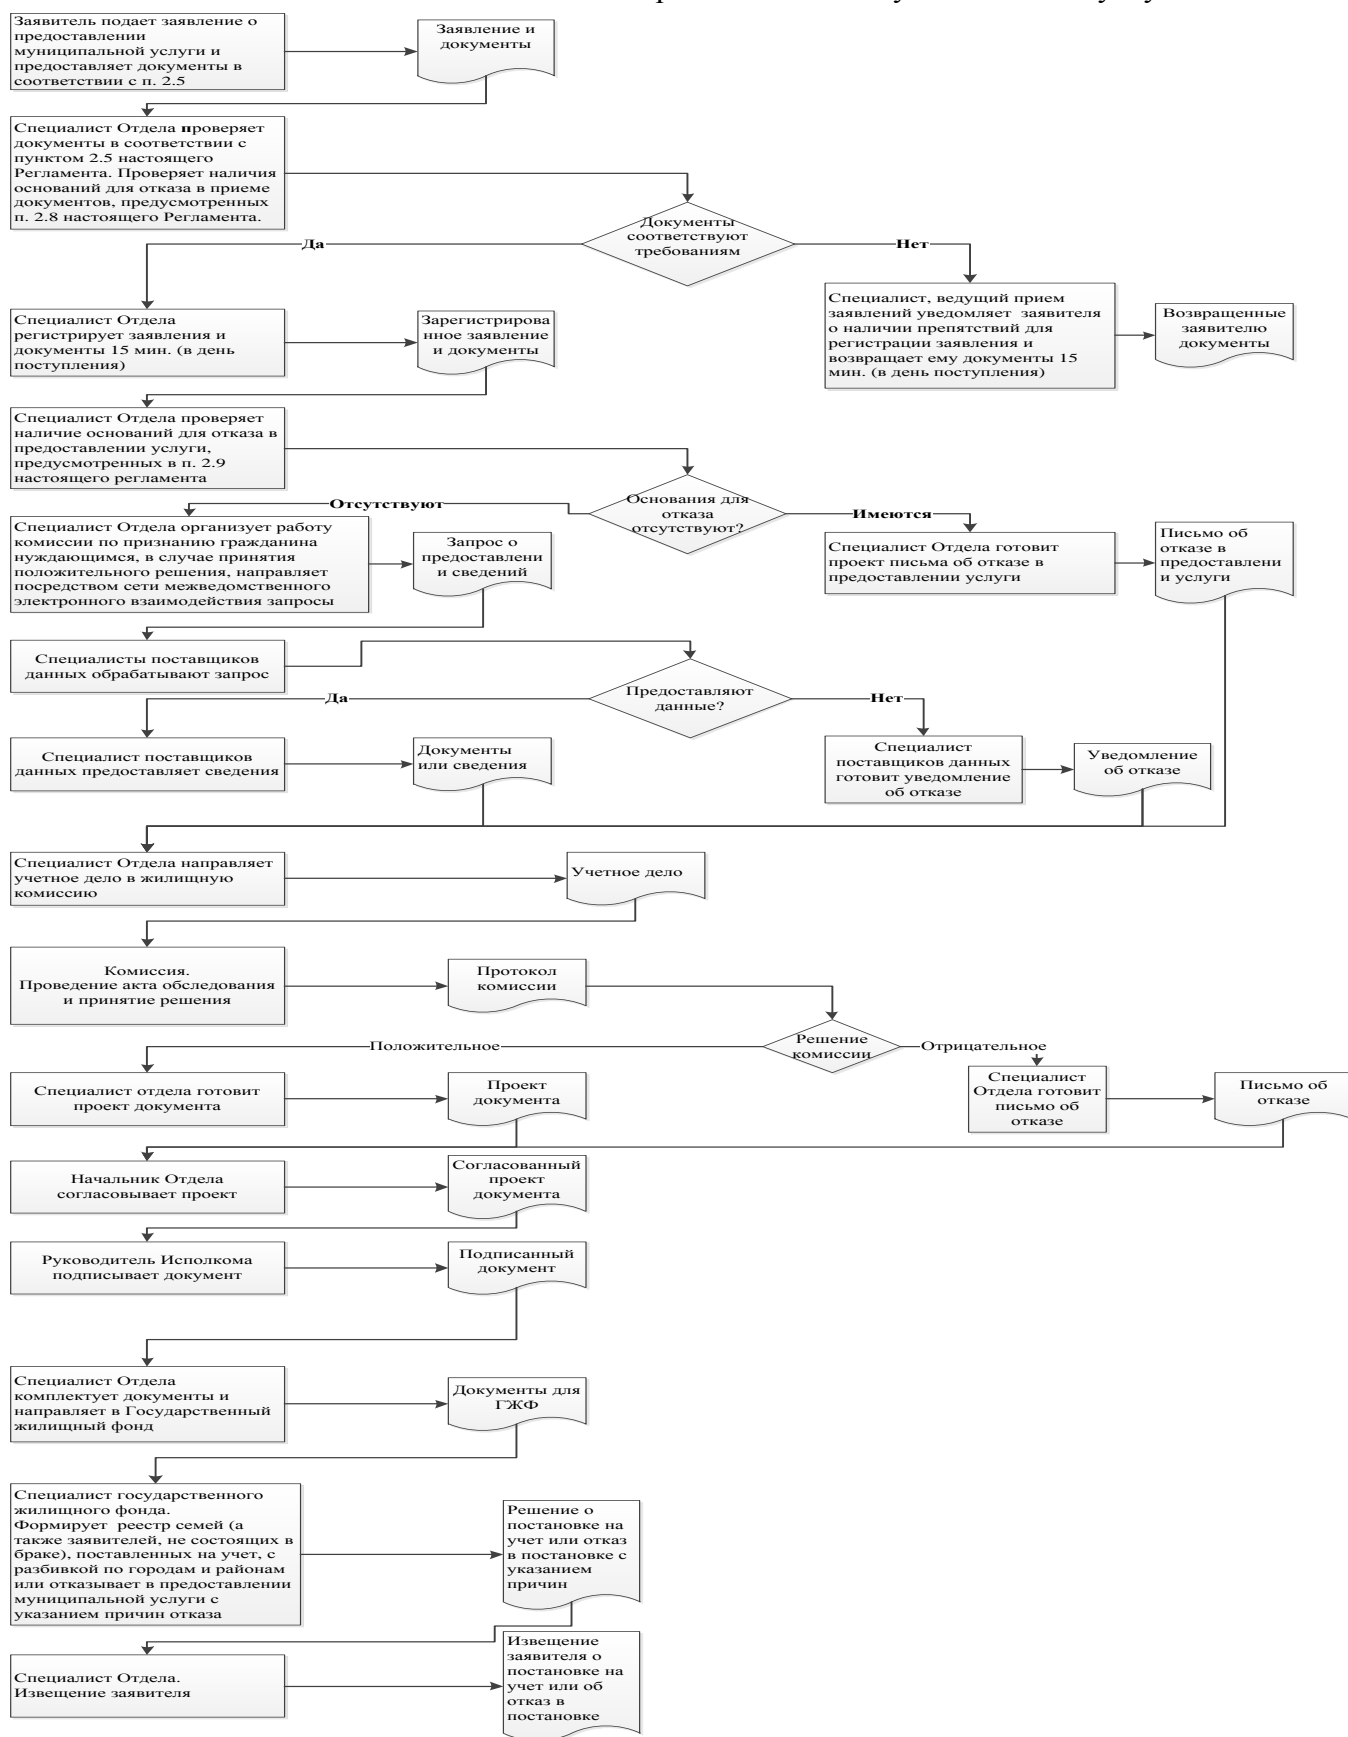 Заявитель подает заявление о
предоставлении
муниципальной услуги и
предоставляет документы в
соответствии с п. 2.5
Заявление и
документы
Специалист Отдела проверяет
документы в соответствии с
пунктом 2.5 настоящего
Регламента. Проверяет наличия
оснований для отказа в приеме
документов, предусмотренных
п. 2.8 настоящего Регламента.
Документы
соответствуют
требованиям
Да
Нет
Специалист Отдела
регистрирует заявления и
документы 15 мин. (в день
поступления)
Зарегистрирова
нное заявление
и документы
Специалист, ведущий прием
заявлений уведомляет заявителя
о наличии препятствий для
регистрации заявления и
возвращает ему документы 15
мин. (в день поступления)
Возвращенные
заявителю
документы
Специалист Отдела проверяет
наличие оснований для отказа в
предоставлении услуги,
предусмотренных в п. 2.9
настоящего регламента
Основания для
отказа
отсутствуют?
Отсутствуют
Имеются
Специалист Отдела организует работу
комиссии по признанию гражданина
нуждающимся, в случае принятия
положительного решения, направляет
посредством сети межведомственного
электронного взаимодействия запросы
Запрос о
предоставлени
и сведений
Специалист Отдела готовит
проект письма об отказе в
предоставлении услуги
Письмо об
отказе в
предоставлени
и услуги
Специалисты поставщиков
данных обрабатывают запрос
Предоставляют
данные?
Да
Нет
Специалист поставщиков
данных предоставляет сведения
Документы
или сведения
Специалист
поставщиков данных
готовит уведомление
об отказе
Уведомление
об отказе
Специалист Отдела направляет
учетное дело в жилищную
комиссию
Учетное дело
Комиссия.
Проведение акта обследования
и принятие решения
Протокол
комиссии
Решение
комиссии
Положительное
Отрицательное
Специалист отдела готовит
проект документа
Проект
документа
Специалист
Отдела готовит
письмо об
отказе
Письмо об
отказе
Начальник Отдела
согласовывает проект
Согласованный
проект
документа
Руководитель Исполкома
подписывает документ
Подписанный
документ
Специалист Отдела
комплектует документы и
направляет в Государственный
жилищный фонд
Документы для
ГЖФ
Специалист государственного
жилищного фонда.
Формирует реестр семей (а
также заявителей, не состоящих в
браке), поставленных на учет, с
разбивкой по городам и районам
или отказывает в предоставлении
муниципальной услуги с
указанием причин отказа
Решение о
постановке на
учет или отказ
в постановке с
указанием
причин
Специалист Отдела.
Извещение заявителя
Извещение
заявителя о
постановке на
учет или об
отказ в
постановке